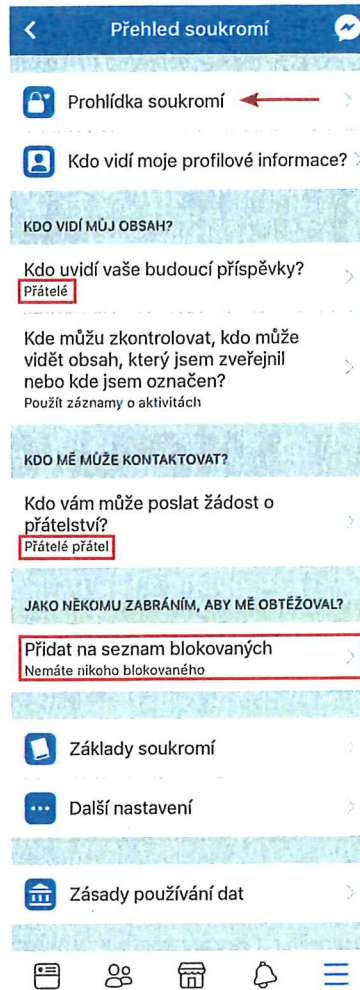 Přehled soukromí
Prohlídka soukromí
Kdo vidí moje profilové informace?
KDO VIDÍ MŮJ OBSAH?
Kdo uvidí vaše budoucí příspěvky?
Přátelé
Kde můžu zkontrolovat, kdo může
vidět obsah, který jsem zveřejnil
nebo kde jsem označen?
Použít záznamy o aktivitách
KDO MĚ MŮŽE KONTAKTOVAT?
Kdo vám může poslat žádost o
přátelství?
Přátelé přátel
JAKO NĚKOMU ZABRÁNÍM, ABY MĚ OBTĚŽOVAL?
Přidat na seznam blokovaných
Nemáte nikoho blokovaného
Základy soukromí
Další nastavení
Zásady používání dat